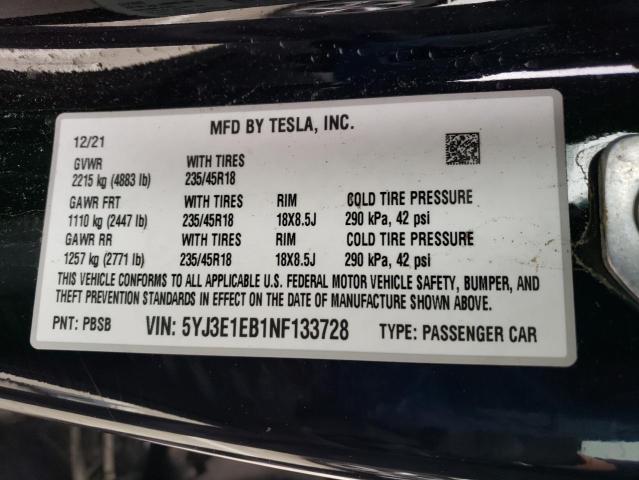 MFD BY TESLA, INC.
12/21
GVWR WITH TIRES
2215 kg (4883 lb) 235/45R18
GAWR FRT WITH TIRES RIM COLD TIRE PRESSURE
1110 kg (2447 lb) 235/45R18 18X8.5J 290 kPa, 42 psi
GAWR RR WITH TIRES RIM COLD TIRE PRESSURE
1257 kg (2771 lb) 235/45R18 18X8.5J 290 kPa, 42 psi
THIS VEHICLE CONFORMS TO ALL APPLICABLE U.S. FEDERAL MOTOR VEHICLE SAFETY, BUMPER, AND
THEFT PREVENTION STANDARDS IN EFFECT ON THE DATE OF MANUFACTURE SHOWN ABOVE.
PNT: PBSB VIN: 5YJ3E1EB1NF133728 TYPE: PASSENGER CAR